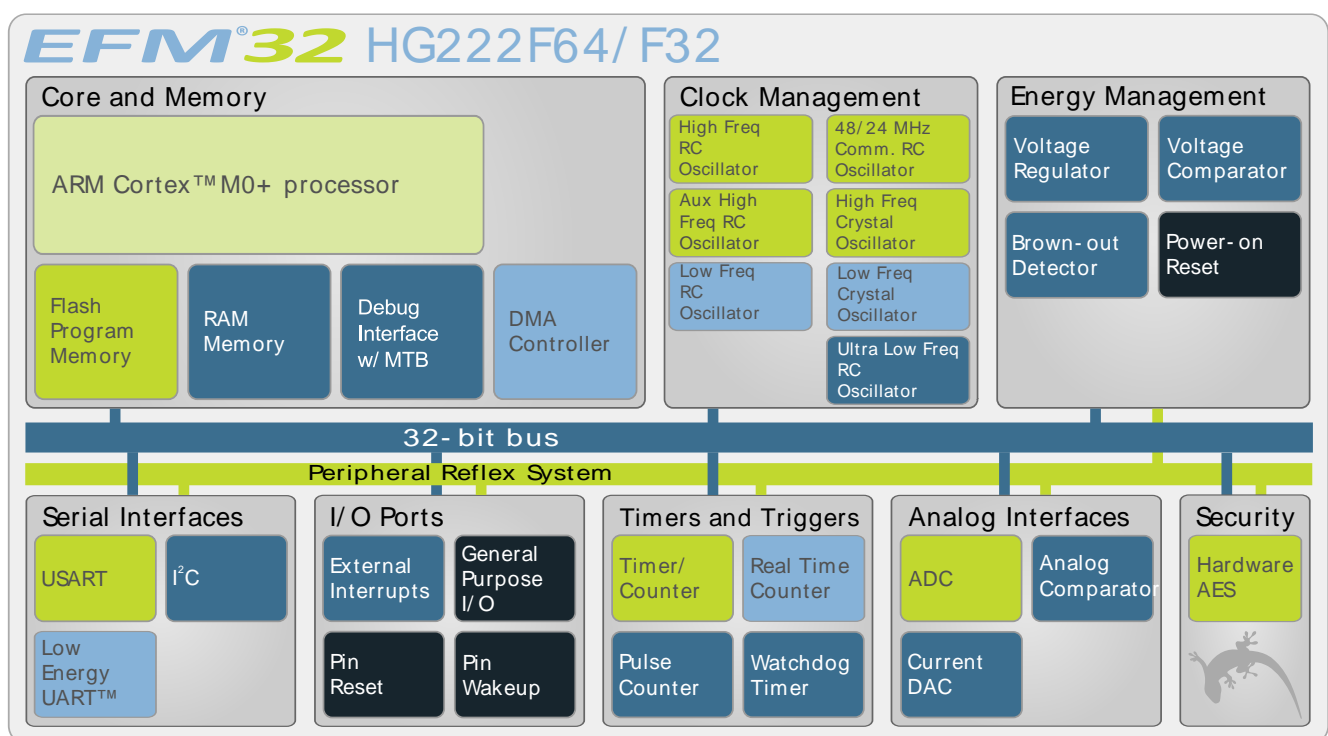 EFM®32 HG222F64/F32
Core and Memory
ARM Cortex™ M0+ processor
Flash
Program
Memory
RAM
Memory
Debug
Interface
w/ MTB
DMA
Controller
Clock Management
High Freq
RC
Oscillator
48/24 MHz
Comm. RC
Oscillator
Aux High
Freq RC
Oscillator
High Freq
Crystal
Oscillator
Low Freq
RC
Oscillator
Low Freq
Crystal
Oscillator
Ultra Low Freq
RC
Oscillator
Energy Management
Voltage
Regulator
Voltage
Comparator
Brown-out
Detector
Power-on
Reset
32-bit bus
Peripheral Reflex System
Serial Interfaces
USART
I²C
Low
Energy
UART™
I/O Ports
External
Interrupts
General
Purpose
I/O
Pin
Reset
Pin
Wakeup
Timers and Triggers
Timer/
Counter
Real Time
Counter
Pulse
Counter
Watchdog
Timer
Analog Interfaces
ADC
Analog
Comparator
Current
DAC
Security
Hardware
AES